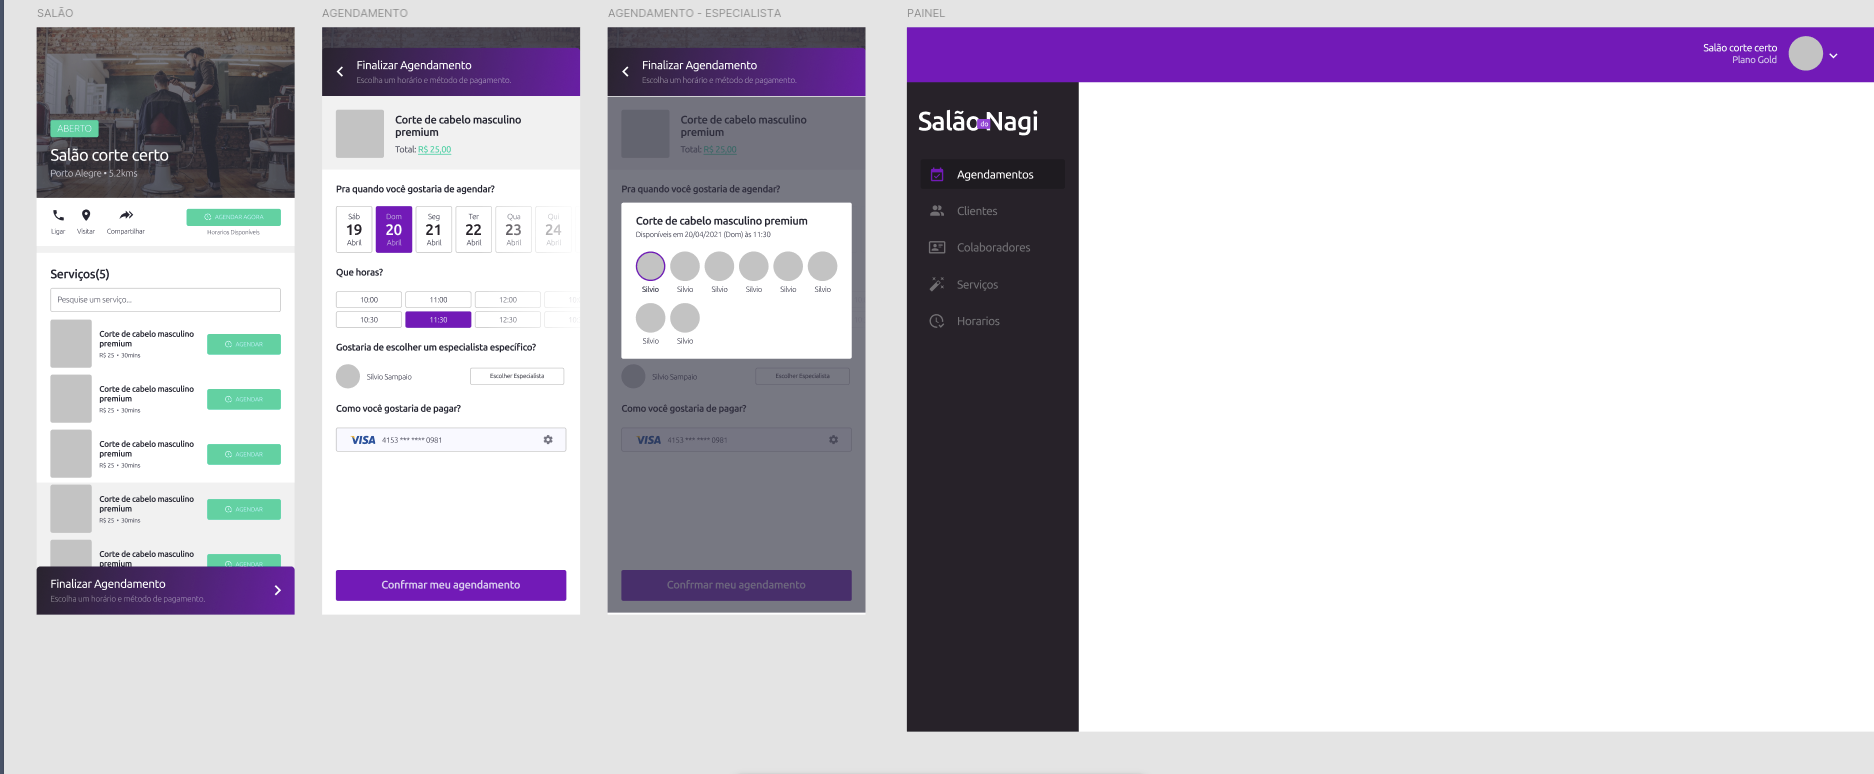 SALÃO
ABERTO
Salão corte certo
Porto Alegre • 5.2kms
Ligar
Visitar
Compartilhar
AGENDAR AGORA
Horarios Disponíveis
Serviços(5)
Pesquise um serviço...
Corte de cabelo masculino
premium
R$ 25 • 30mins
AGENDAR
Corte de cabelo masculino
premium
R$ 25 • 30mins
AGENDAR
Corte de cabelo masculino
premium
R$ 25 • 30mins
AGENDAR
Corte de cabelo masculino
premium
R$ 25 • 30mins
AGENDAR
Corte de cabelo masculino
premium
AGENDAR
Finalizar Agendamento
Escolha um horário e método de pagamento.
AGENDAMENTO
Finalizar Agendamento
Escolha um horário e método de pagamento.
Corte de cabelo masculino
premium
Total: R$ 25,00
Pra quando você gostaria de agendar?
Sáb Dom Seg Ter Qua Qui
19 20 21 22 23 24
Abril Abril Abril Abril Abril Abril
Que horas?
10:00 11:00 12:00
10:30 11:30 12:30
Gostaria de escolher um especialista específico?
Silvio Sampaio
Escolher Especialista
Como você gostaria de pagar?
VISA 4153 *** **** 0981
Confrmar meu agendamento
AGENDAMENTO - ESPECIALISTA
Finalizar Agendamento
Escolha um horário e método de pagamento.
Corte de cabelo masculino
premium
Total: R$ 25,00
Pra quando você gostaria de agendar?
Corte de cabelo masculino premium
Disponíveis em 20/04/2021 (Dom) às 11:30
Silvio Silvio Silvio Silvio Silvio Silvio
Silvio Silvio
Silvio Sampaio
Escolher Especialista
Como você gostaria de pagar?
VISA 4153 *** **** 0981
Confrmar meu agendamento
PAINEL
Salão corte certo
Plano Gold
Salão do Nagi
Agendamentos
Clientes
Colaboradores
Serviços
Horarios